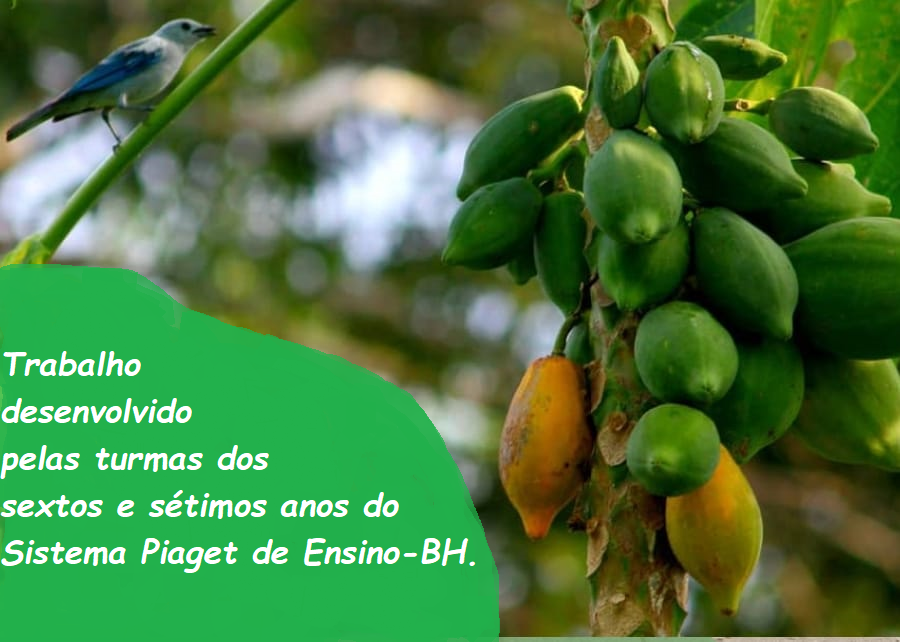 Trabalho
desenvolvido
pelas turmas dos
sextos e sétimos anos do
Sistema Piaget de Ensino-BH.